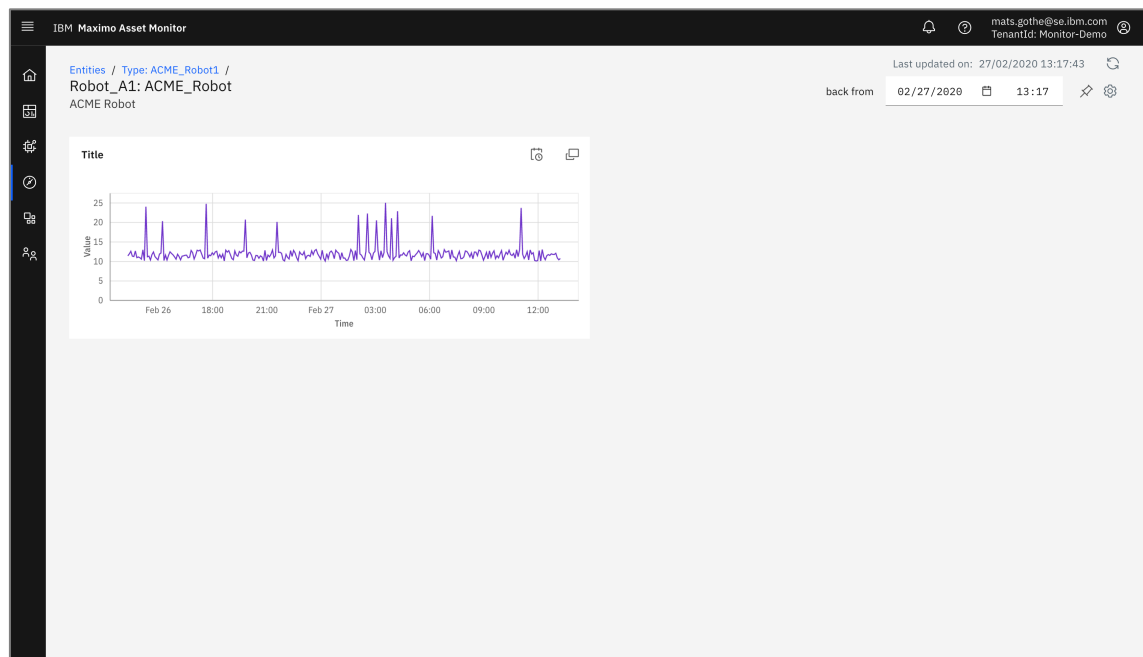 IBM Maximo Asset Monitor
mats.gothe@se.ibm.com
TenantId: Monitor-Demo
Entities / Type: ACME_Robot1 /
Last updated on: 27/02/2020 13:17:43
Robot_A1: ACME_Robot
ACME Robot
back from 02/27/2020 13:17
Title
25
20
15
10
5
0
Value
Feb 26 18:00 21:00 Feb 27 03:00 06:00 09:00 12:00
Time